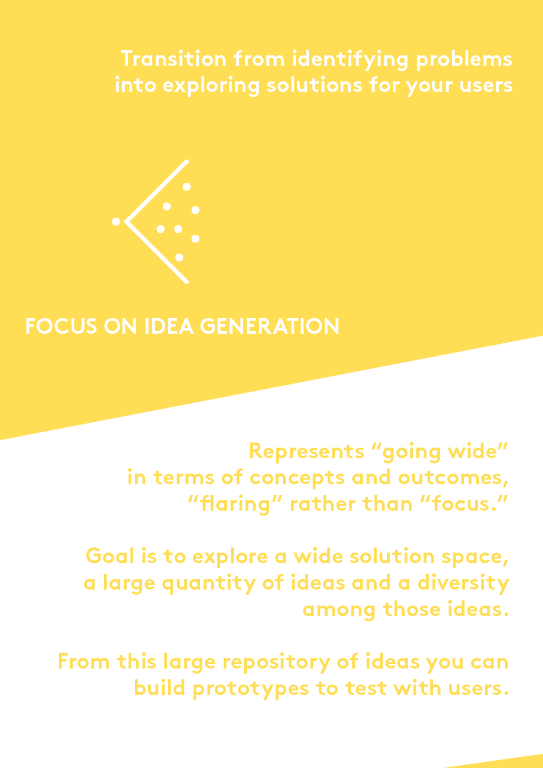 Transition from identifying problems
into exploring solutions for your users
FOCUS ON IDEA GENERATION
Represents “going wide”
in terms of concepts and outcomes,
“flaring” rather than “focus.”
Goal is to explore a wide solution space,
a large quantity of ideas and a diversity
among those ideas.
From this large repository of ideas you can
build prototypes to test with users.